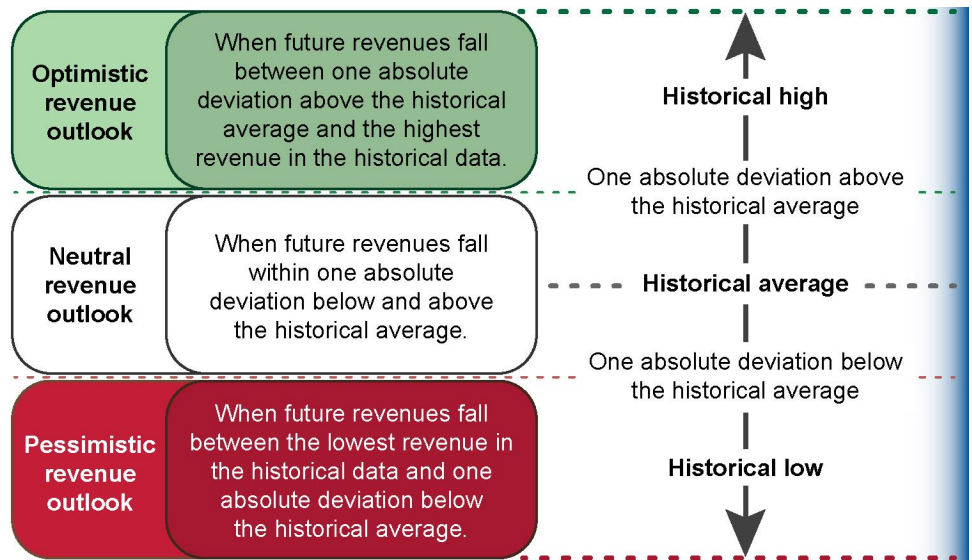 Optimistic
revenue
outlook
When future revenues fall
between one absolute
deviation above the historical
average and the highest
revenue in the historical data.
Historical high
One absolute deviation above
the historical average
Neutral
revenue
outlook
When future revenues fall
within one absolute
deviation below and above
the historical average.
Historical average
One absolute deviation below
the historical average
Pessimistic
revenue
outlook
When future revenues fall
between the lowest revenue in
the historical data and one
absolute deviation below
the historical average.
Historical low